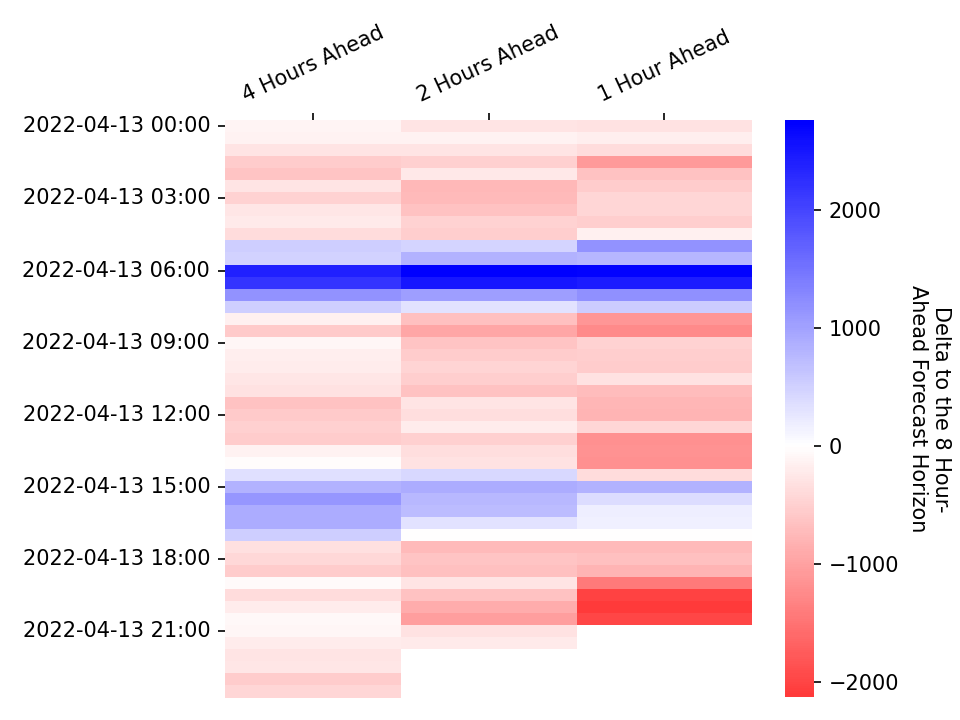 4 Hours Ahead
2 Hours Ahead
1 Hour Ahead
2022-04-13 00:00
2022-04-13 03:00
2022-04-13 06:00
2022-04-13 09:00
2022-04-13 12:00
2022-04-13 15:00
2022-04-13 18:00
2022-04-13 21:00
2000
1000
0
−1000
−2000
Delta to the 8 Hour-
Ahead Forecast Horizon